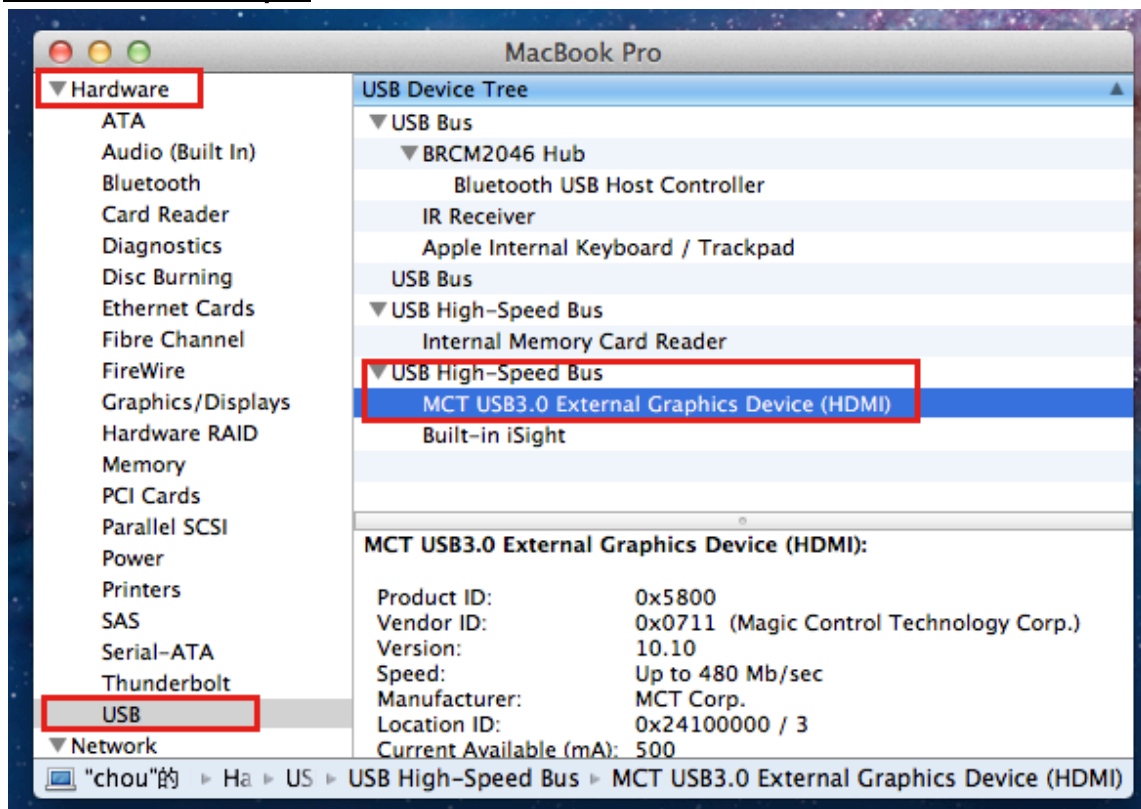 MacBook Pro
Hardware
ATA
Audio (Built In)
Bluetooth
Card Reader
Diagnostics
Disc Burning
Ethernet Cards
Fibre Channel
FireWire
Graphics/Displays
Hardware RAID
Memory
PCI Cards
Parallel SCSI
Power
Printers
SAS
Serial-ATA
Thunderbolt
USB
Network
USB Device Tree
USB Bus
BRCM2046 Hub
Bluetooth USB Host Controller
IR Receiver
Apple Internal Keyboard / Trackpad
USB Bus
USB High-Speed Bus
Internal Memory Card Reader
USB High-Speed Bus
MCT USB3.0 External Graphics Device (HDMI)
Built-in iSight
MCT USB3.0 External Graphics Device (HDMI):
Product ID: 0x5800
Vendor ID: 0x0711 (Magic Control Technology Corp.)
Version: 10.10
Speed: Up to 480 Mb/sec
Manufacturer: MCT Corp.
Location ID: 0x24100000 / 3
Current Available (mA): 500
"chou"的 ▸ Ha ▸ US ▸ USB High-Speed Bus ▸ MCT USB3.0 External Graphics Device (HDMI)